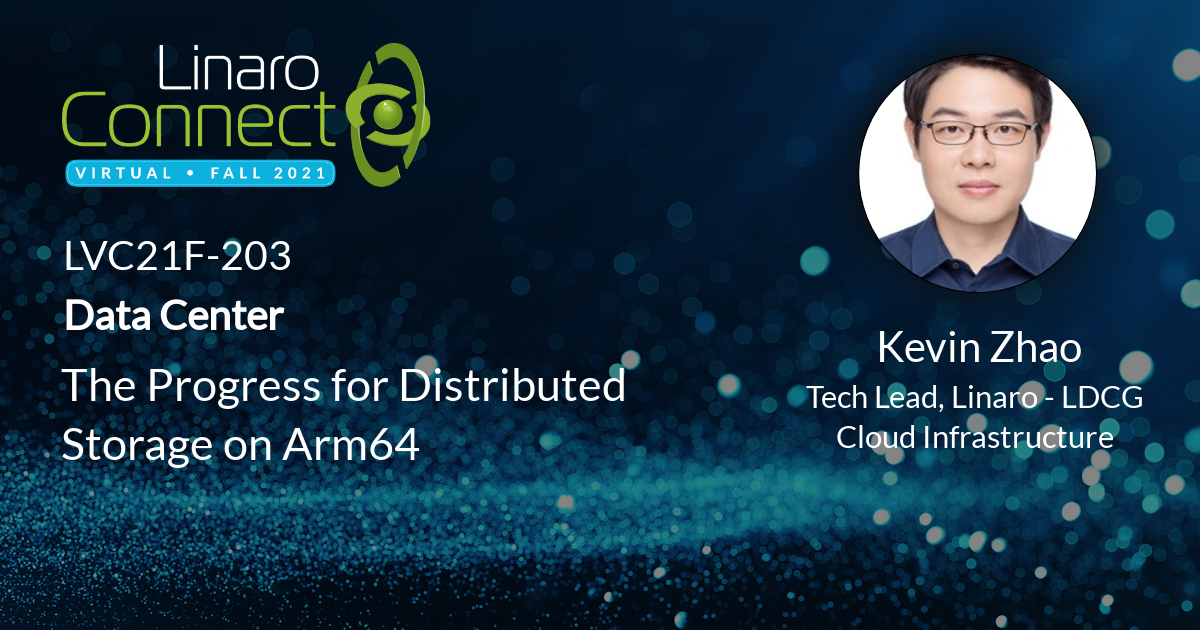 Linaro
Connect
VIRTUAL • FALL 2021
LVC21F-203
Data Center
The Progress for Distributed
Storage on Arm64
Kevin Zhao
Tech Lead, Linaro - LDCG
Cloud Infrastructure